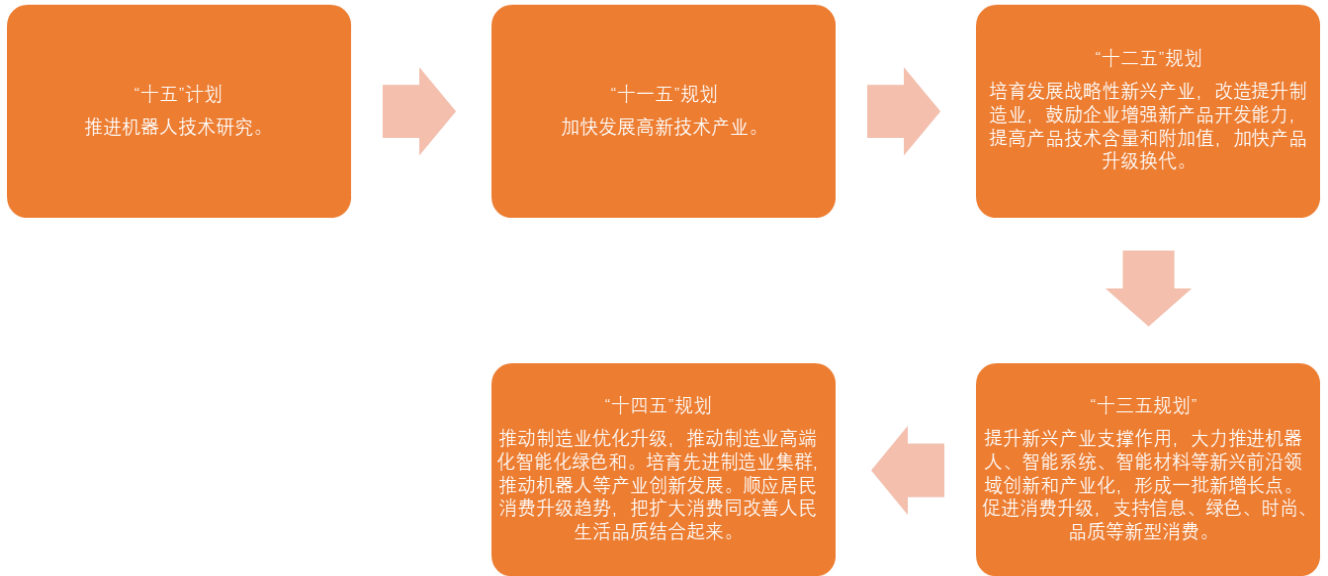 “十五”计划
推进机器人技术研究。
“十一五”规划
加快发展高新技术产业。
“十二五”规划
培育发展战略性新兴产业，改造提升制
造业，鼓励企业增强新产品开发能力，
提高产品技术含量和附加值，加快产品
升级换代。
“十三五规划”
提升新兴产业支撑作用，大力推进机器
人、智能系统、智能材料等新兴前沿领
域创新和产业化，形成一批新增长点。
促进消费升级，支持信息、绿色、时尚、
品质等新型消费。
“十四五”规划
推动制造业优化升级，推动制造业高端
化智能化绿色和。培育先进制造业集群,
推动机器人等产业创新发展。顺应居民
消费升级趋势，把扩大消费同改善人民
生活品质结合起来。